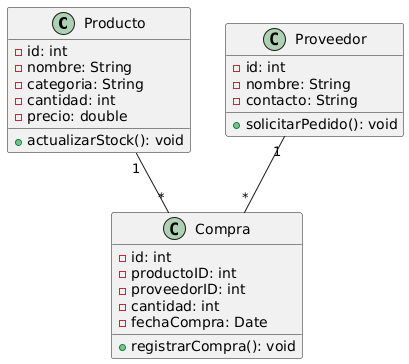 C Producto
id: int
nombre: String
categoria: String
cantidad: int
precio: double
actualizarStock(): void
C Proveedor
id: int
nombre: String
contacto: String
solicitarPedido(): void
1
*
1
*
C Compra
id: int
productoID: int
proveedorID: int
cantidad: int
fechaCompra: Date
registrarCompra(): void